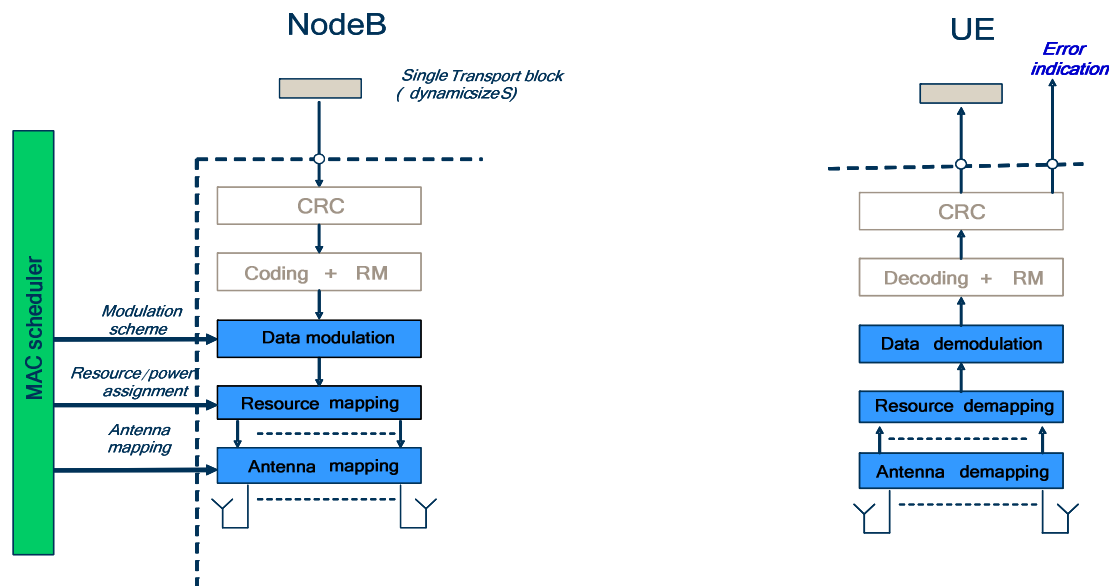 NodeB
UE
Single Transport block
( dynamicsize S)
Error
indication
CRC
CRC
Coding + RM
Decoding + RM
MAC scheduler
Modulation
scheme
Data modulation
Data demodulation
Resource/power
assignment
Resource mapping
Resource demapping
Antenna
mapping
Antenna mapping
Antenna demapping